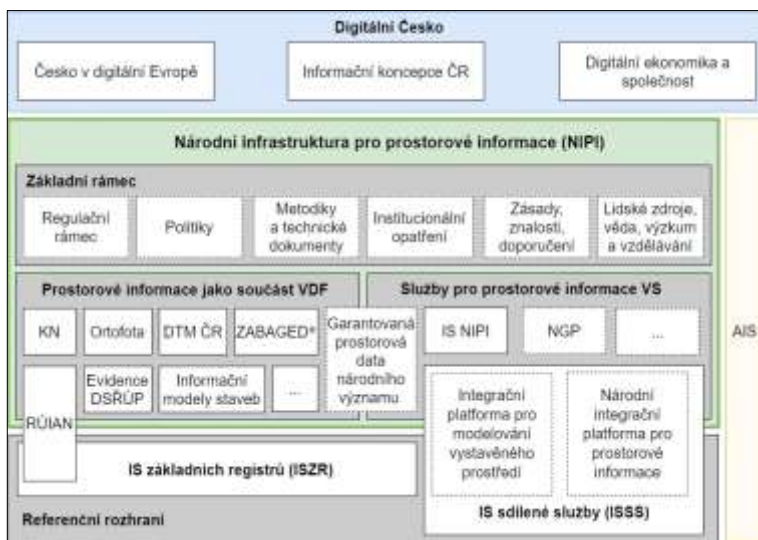 Digitální Česko
Česko v digitální Evropě
Informační koncepce ČR
Digitální ekonomika a
společnost
Národní infrastruktura pro prostorové informace (NIPI)
Základní rámec
Regulační
rámec
Politiky
Metodiky
a technické
dokumenty
Institucionální
opatření
Zásady,
znalosti,
doporučení
Lidské zdroje,
věda, výzkum
a vzdělávání
Prostorové informace jako součást VDF
KN
Ortofota
DTM ČR
ZABAGED®
Garantovaná
prostorová
data
národního
významu
RÚIAN
Evidence
DSŘÚP
Informační
modely staveb
...
Služby pro prostorové informace VS
IS NIPI
NGP
...
AIS
Integrační
platforma pro
modelování
vystavěného
prostředí
Národní
integrační
platforma pro
prostorové
informace
IS základních registrů (ISZR)
IS sdílené služby (ISSS)
Referenční rozhraní